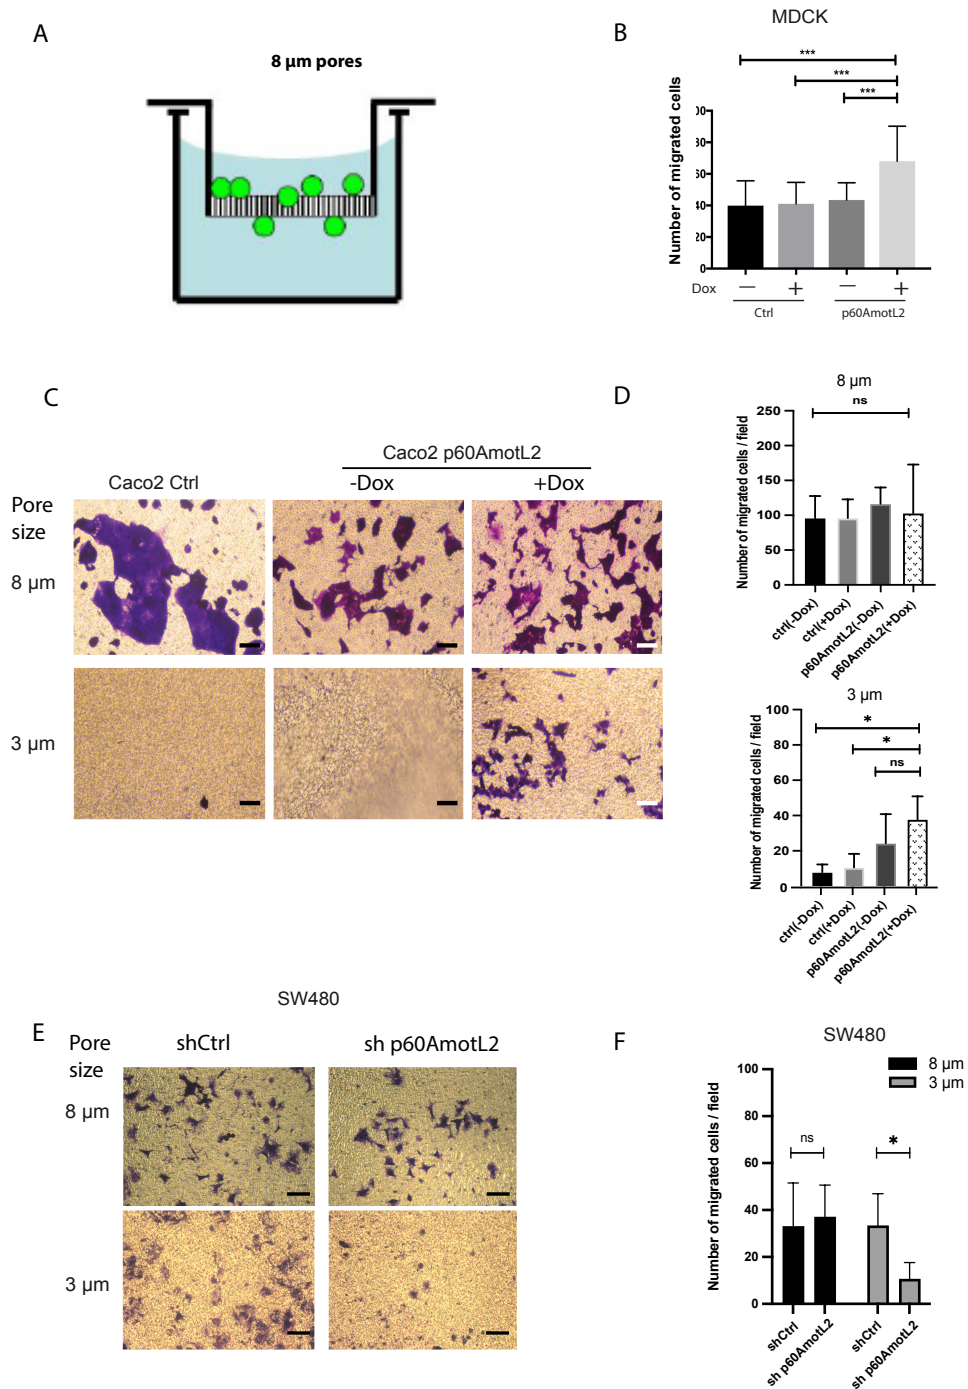 A
8 µm pores
B
MDCK
***
***
***
Number of migrated cells
80
60
40
20
0
Dox
— + — +
Ctrl
p60AmotL2
C
Caco2 p60AmotL2
Caco2 Ctrl
-Dox
+Dox
Pore
size
8 µm
3 µm
D
8 µm
ns
Number of migrated cells / field
250
200
150
100
50
0
ctrl(-Dox)
ctrl(+Dox)
p60AmotL2(-Dox)
p60AmotL2(+Dox)
3 µm
*
*
ns
Number of migrated cells / field
80
60
40
20
0
ctrl(-Dox)
ctrl(+Dox)
p60AmotL2(-Dox)
p60AmotL2(+Dox)
SW480
E
Pore
size
shCtrl
sh p60AmotL2
8 µm
3 µm
F
SW480
8 µm
3 µm
ns
*
Number of migrated cells / field
100
80
60
40
20
0
shCtrl
sh p60AmotL2
shCtrl
sh p60AmotL2